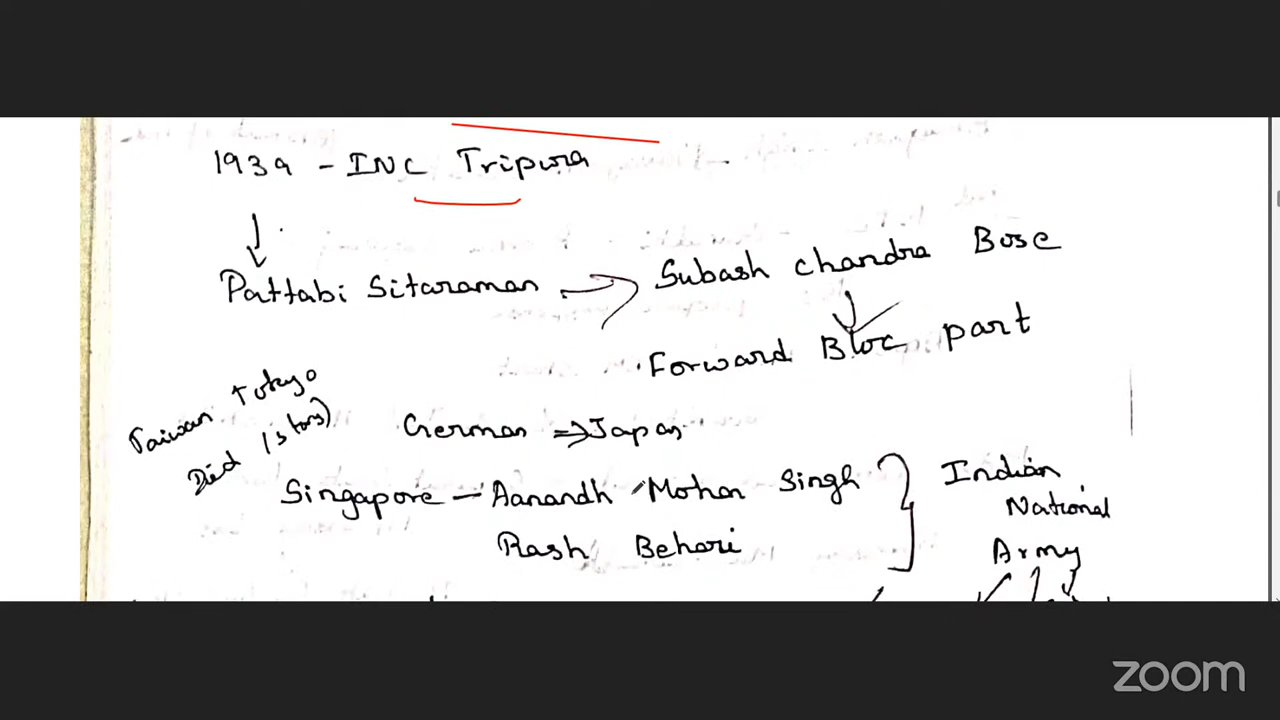 1939 - INC Tripura
Pattabi Sitaraman → Subash chandra Bose
Forward Bloc part
Taiwan Tokyo
Died
German ⇒ Japan
Singapore - Aanandh Mohan Singh
Rash Behari
Indian
National
Army
zoom